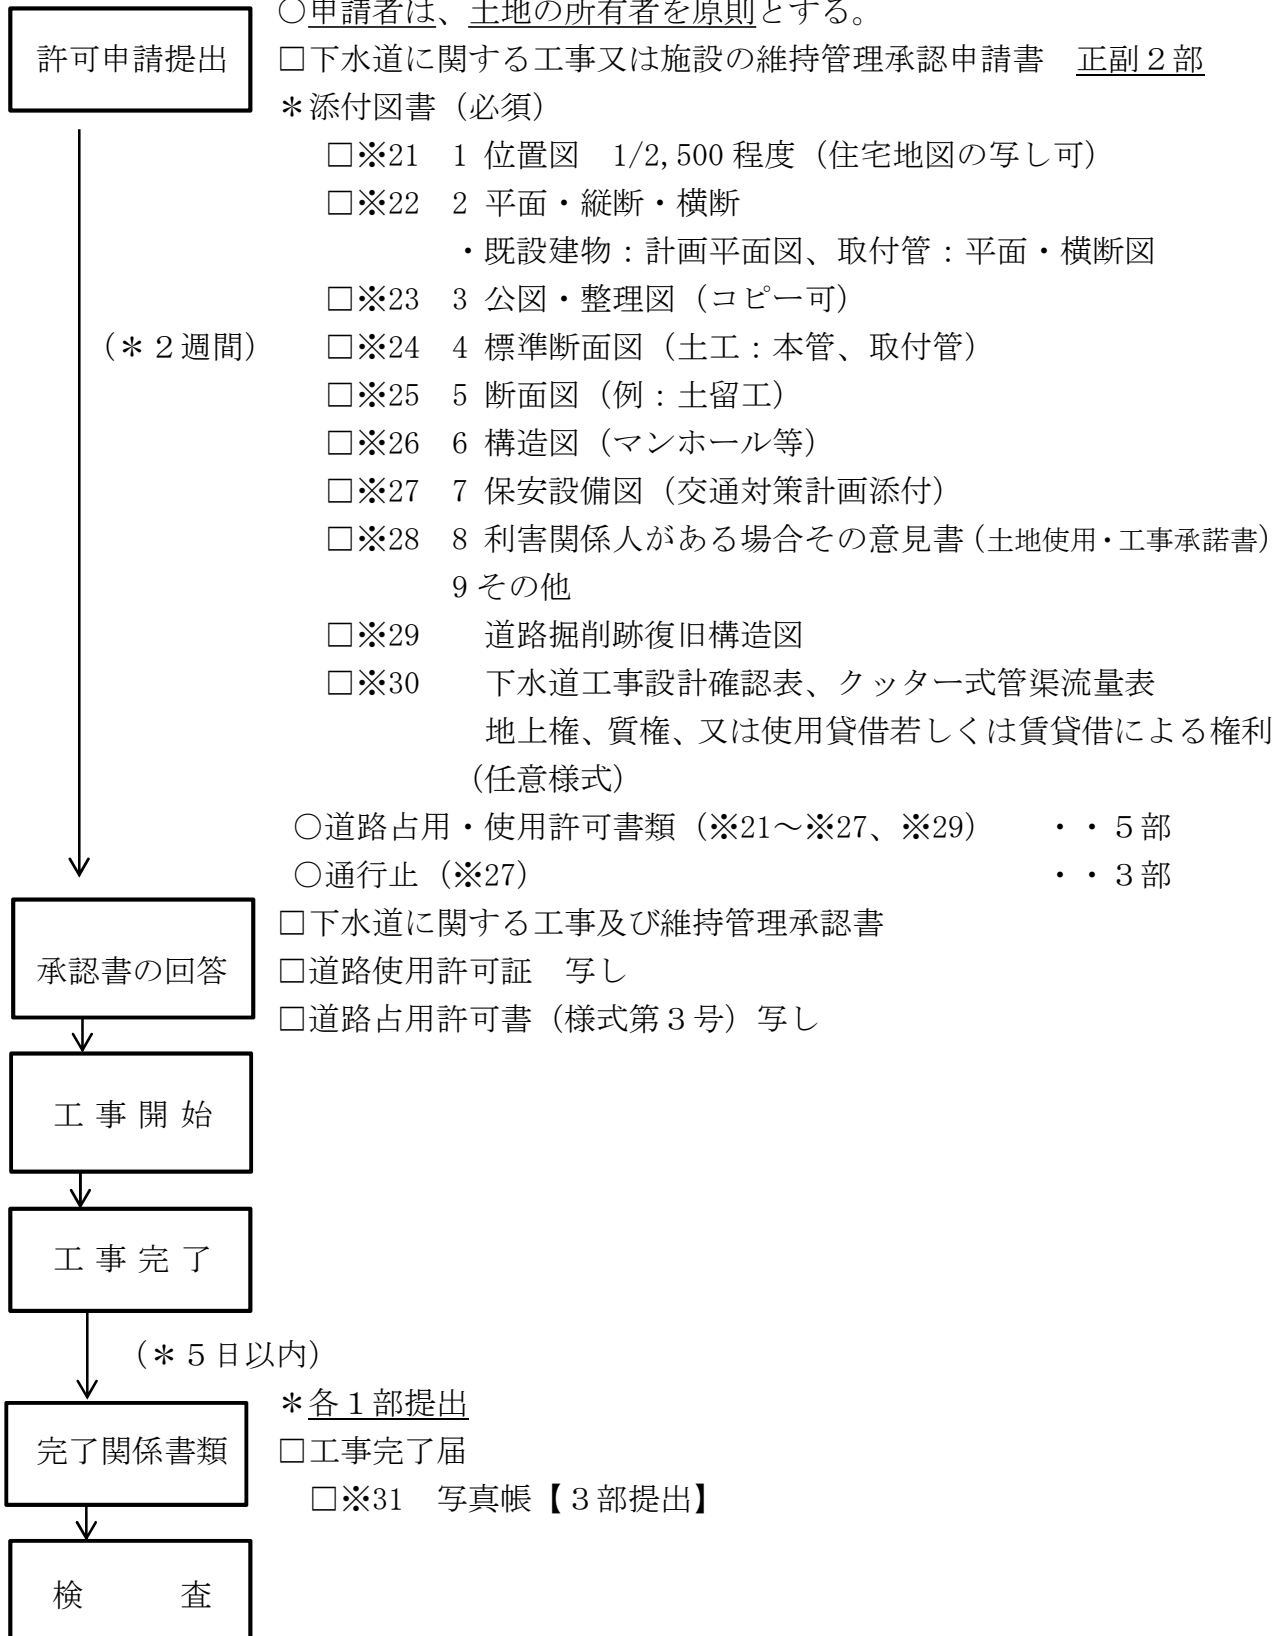 ○申請者は、土地の所有者を原則とする。
許可申請提出
□下水道に関する工事又は施設の維持管理承認申請書　正副２部
＊添付図書（必須）
□※21　1 位置図　1/2,500 程度（住宅地図の写し可）
□※22　2 平面・縦断・横断
・既設建物：計画平面図、取付管：平面・横断図
□※23　3 公図・整理図（コピー可）
（＊２週間）
□※24　4 標準断面図（土工：本管、取付管）
□※25　5 断面図（例：土留工）
□※26　6 構造図（マンホール等）
□※27　7 保安設備図（交通対策計画添付）
□※28　8 利害関係人がある場合その意見書（土地使用・工事承諾書）
9 その他
□※29　　道路掘削跡復旧構造図
□※30　　下水道工事設計確認表、クッター式管渠流量表
地上権、質権、又は使用貸借若しくは賃貸借による権利
（任意様式）
○道路占用・使用許可書類（※21～※27、※29）　・・５部
○通行止（※27）　・・３部
承認書の回答
□下水道に関する工事及び維持管理承認書
□道路使用許可証　写し
□道路占用許可書（様式第３号）写し
工 事 開 始
工 事 完 了
（＊５日以内）
＊各１部提出
完了関係書類
□工事完了届
□※31　写真帳【３部提出】
検　　　査